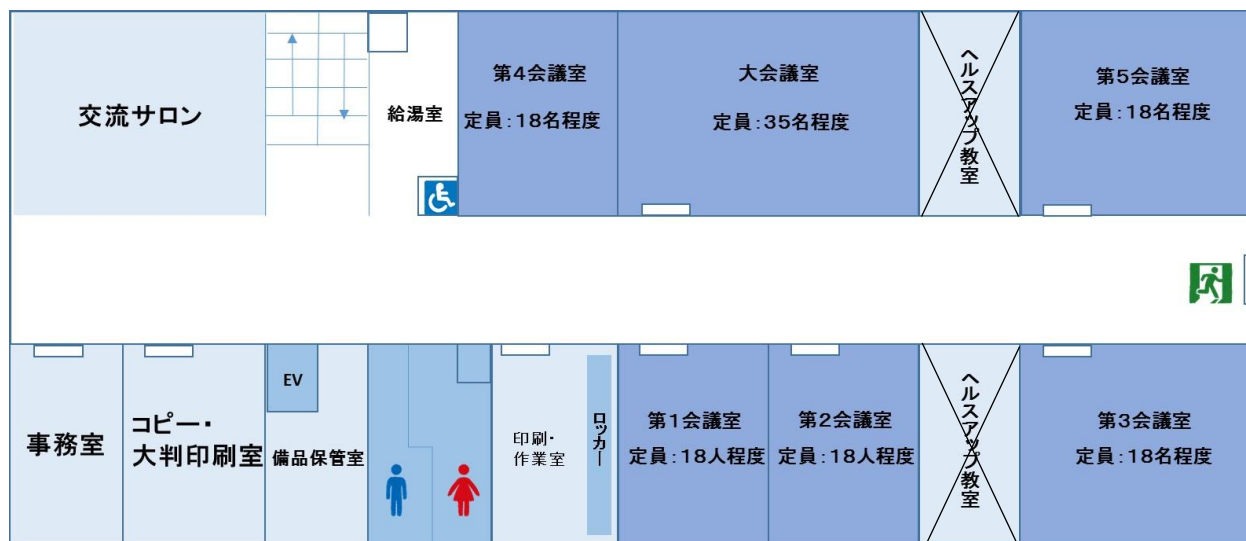 交流サロン
給湯室
第4会議室
定員:18名程度
大会議室
定員:35名程度
ヘルスアップ教室
第5会議室
定員:18名程度
事務室
コピー・
大判印刷室
EV
備品保管室
印刷・
作業室
ロッカー
第1会議室
定員:18人程度
第2会議室
定員:18人程度
ヘルスアップ教室
第3会議室
定員:18名程度